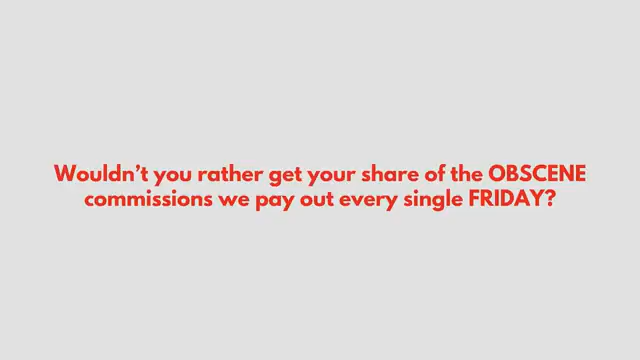 Wouldn’t you rather get your share of the OBSCENE
commissions we pay out every single FRIDAY?